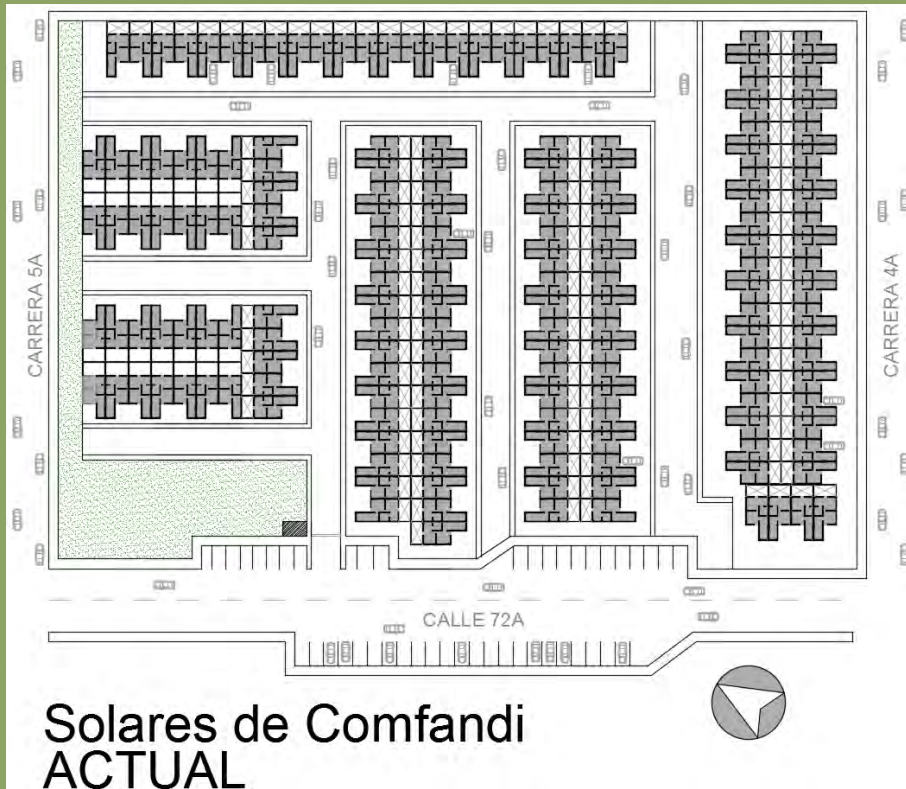 CARRERA 5A
CARRERA 4A
CALLE 72A
Solares de Comfandi
ACTUAL